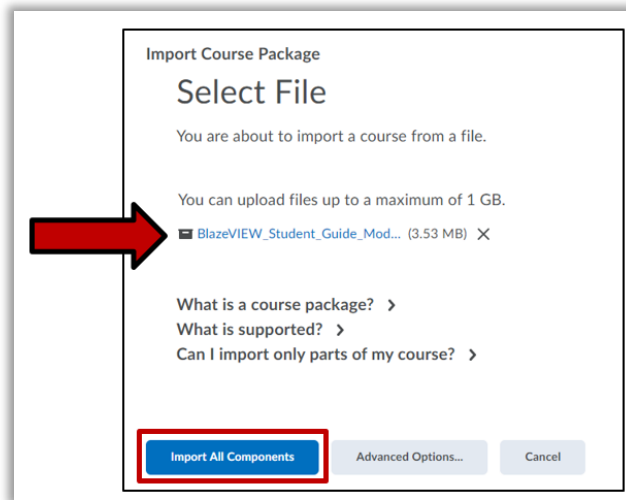 Import Course Package
Select File
You are about to import a course from a file.
You can upload files up to a maximum of 1 GB.
BlazeVIEW_Student_Guide_Mod... (3.53 MB)
What is a course package?
What is supported?
Can I import only parts of my course?
Import All Components Advanced Options... Cancel